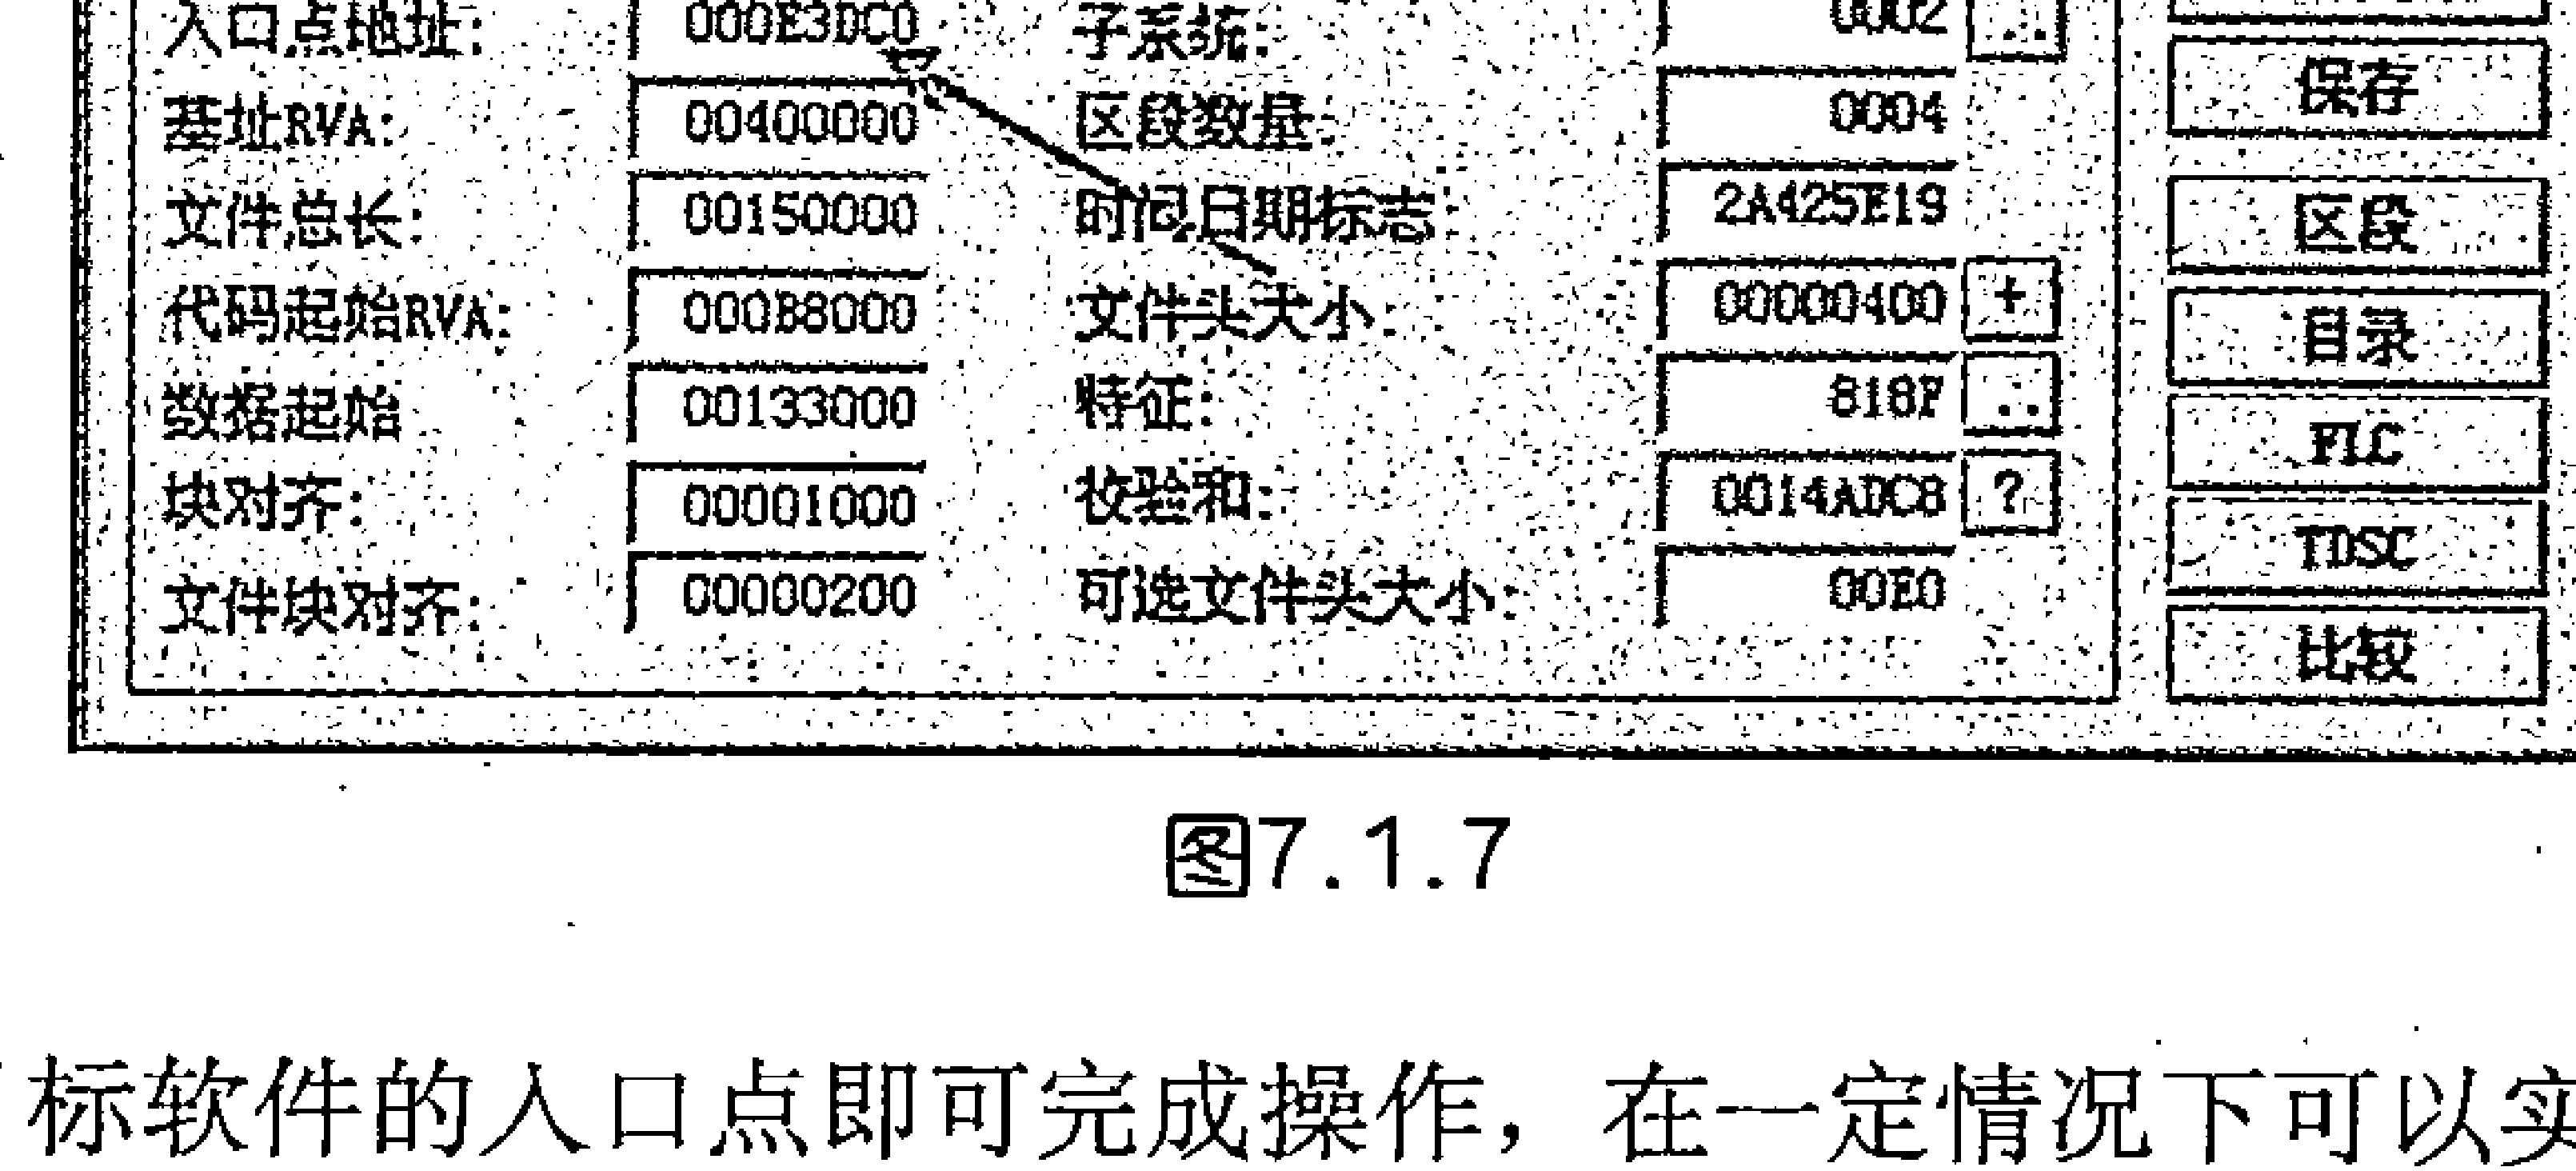 入口点地址: 000E3DC0 子系统: 0002 ..
保存
基址RVA: 00400000 区段数量: 0004
文件总长: 00150000 时间日期标志: 2A425E19
区段
代码起始RVA: 000B8000 文件头大小: 00000400 +
目录
数据起始 00133000 特征: 818F ..
FLC
块对齐: 00001000 校验和: 0014ADC8 ?
TDSC
文件块对齐: 00000200 可选文件头大小: 00E0
比较
图7.1.7
标软件的入口点即可完成操作，在一定情况下可以实